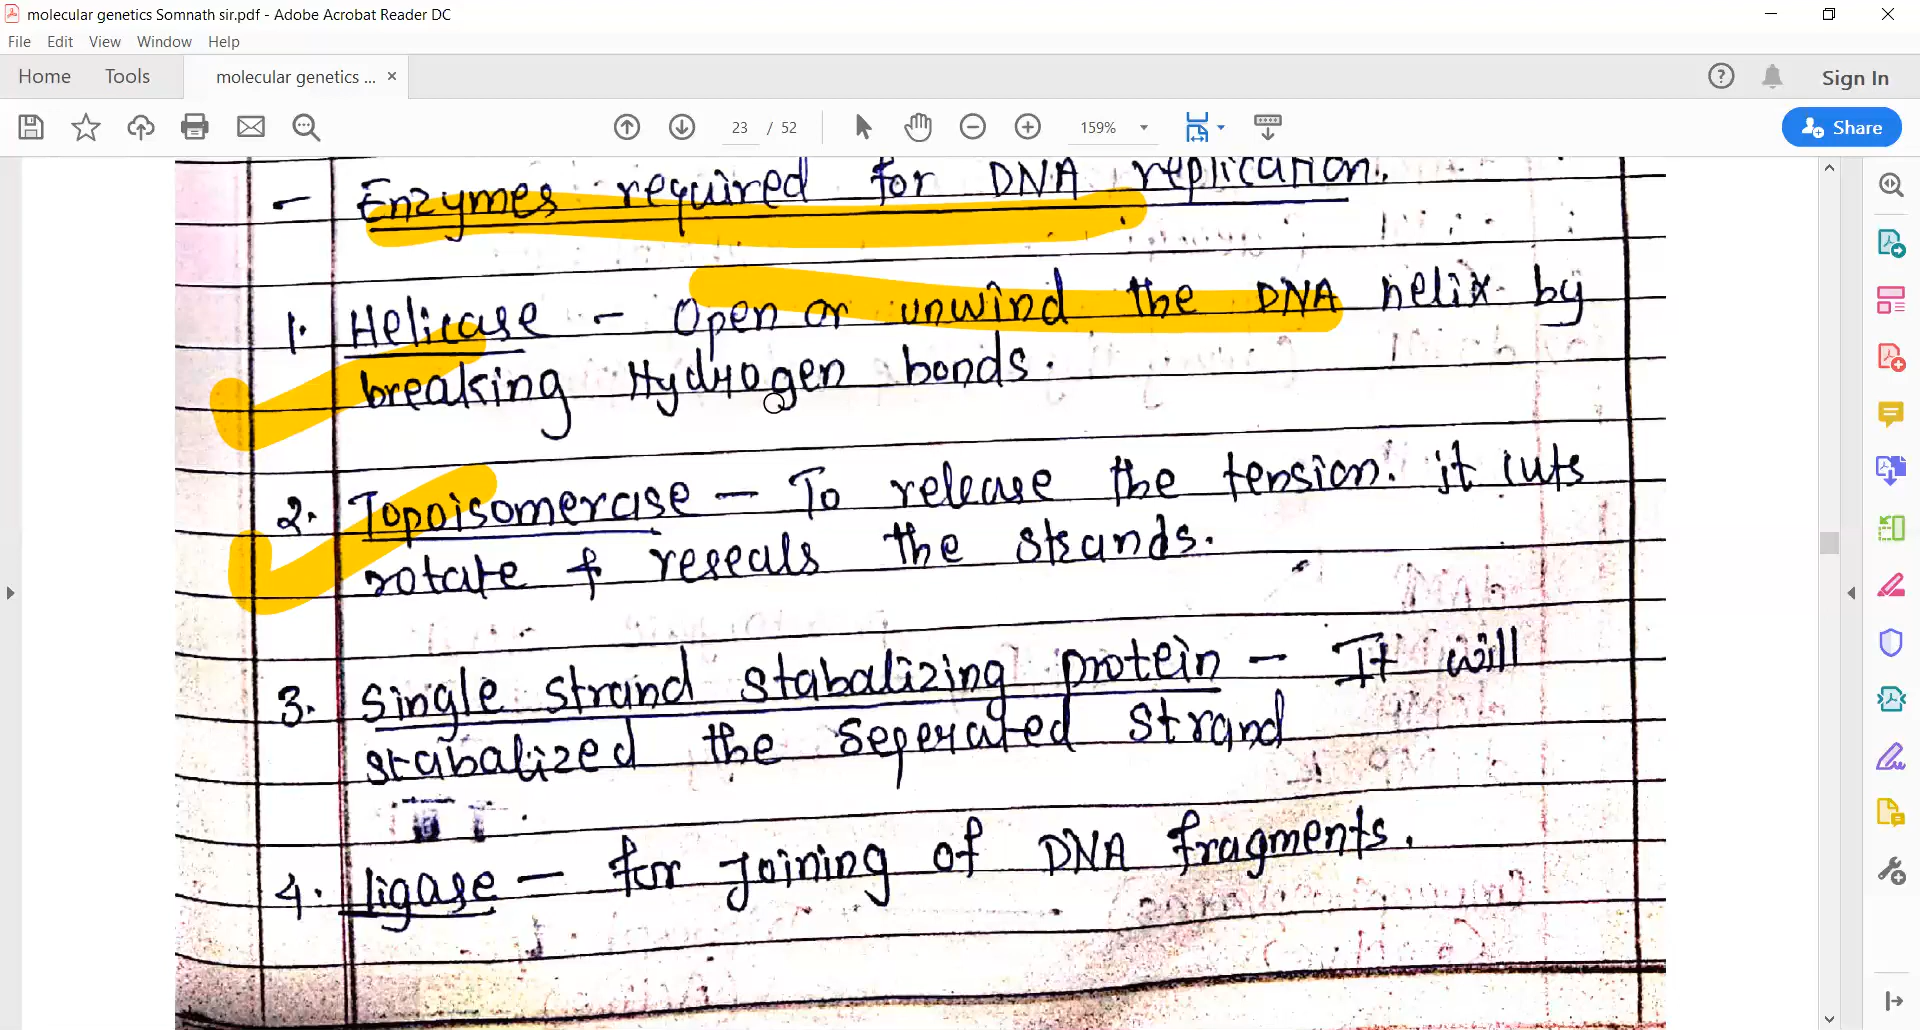 molecular genetics Somnath sir.pdf - Adobe Acrobat Reader DC
File Edit View Window Help
Home Tools molecular genetics ... × Sign In
23 / 52 159% Share
- Enzymes required for DNA replication.
1. Helicase - Open or unwind the DNA helix by
breaking Hydrogen bonds.
2. Topoisomerase - To release the tension. it cuts
rotate & reseals the strands.
3. Single strand stabalizing protein - It will
stabalized the seperated strand
4. ligase - for joining of DNA fragments.